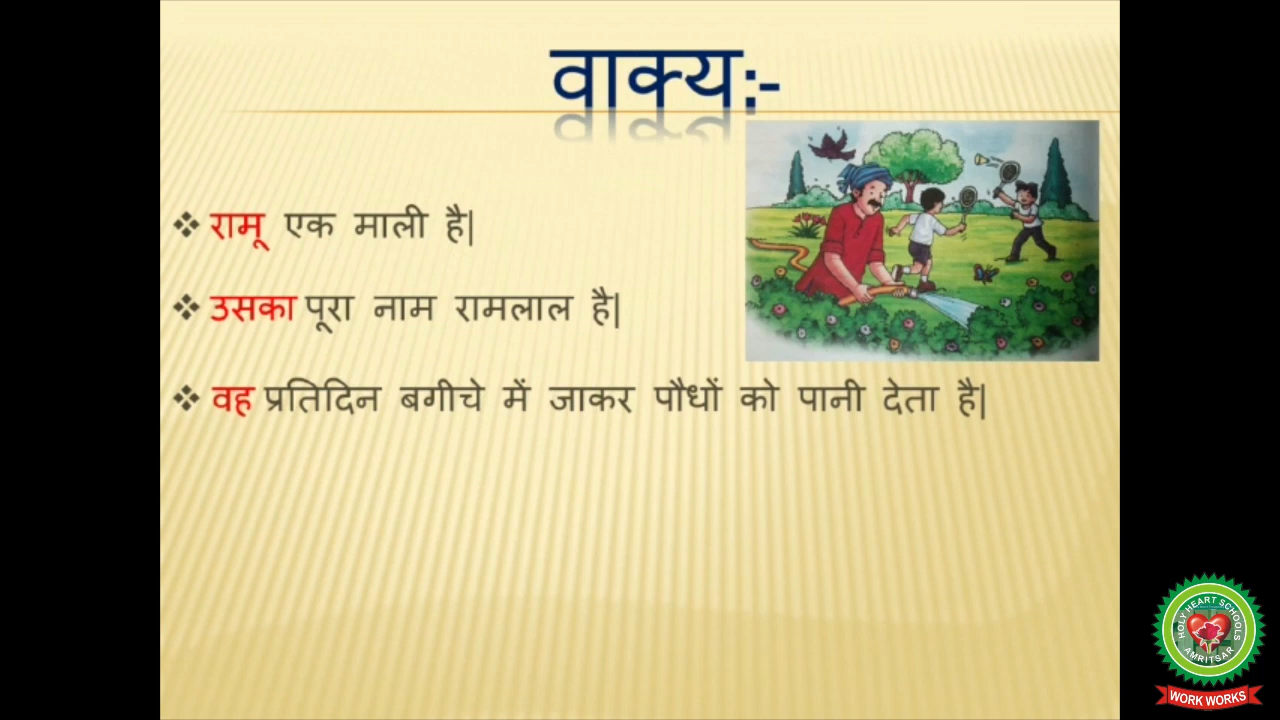 वाक्य:-
रामू एक माली है|
उसका पूरा नाम रामलाल है|
वह प्रतिदिन बगीचे में जाकर पौधों को पानी देता है|
HOLY HEART SCHOOLS
AMRITSAR
WORK WORKS